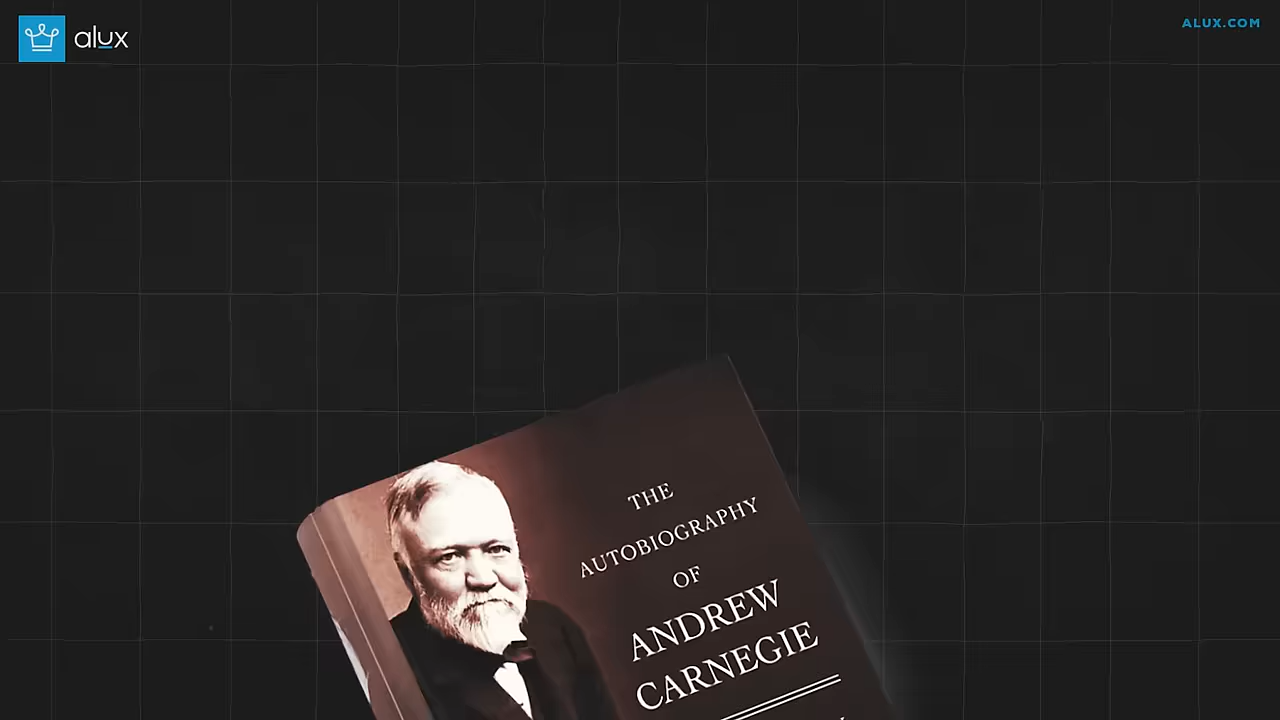 alux
ALUX.COM
THE
AUTOBIOGRAPHY
OF
ANDREW
CARNEGIE